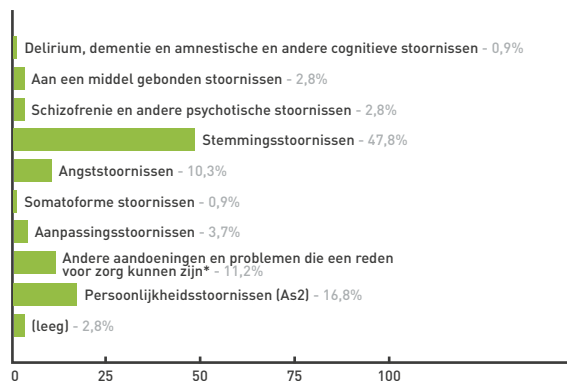 Delirium, dementie en amnestische en andere cognitieve stoornissen - 0,9%
Aan een middel gebonden stoornissen - 2,8%
Schizofrenie en andere psychotische stoornissen - 2,8%
Stemmingsstoornissen - 47,8%
Angststoornissen - 10,3%
Somatoforme stoornissen - 0,9%
Aanpassingsstoornissen - 3,7%
Andere aandoeningen en problemen die een reden
voor zorg kunnen zijn* - 11,2%
Persoonlijkheidsstoornissen (As2) - 16,8%
(leeg) - 2,8%
0 25 50 75 100